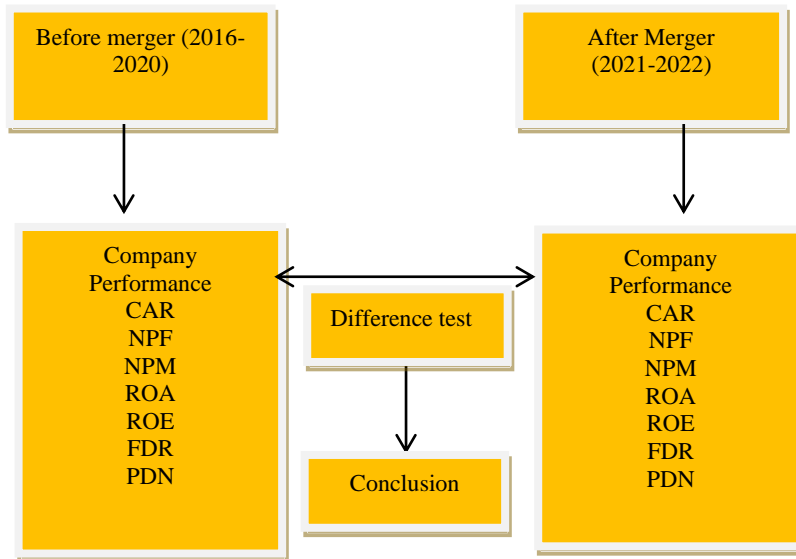 Before merger (2016-
2020)
After Merger
(2021-2022)
Company
Performance
CAR
NPF
NPM
ROA
ROE
FDR
PDN
Difference test
Conclusion
Company
Performance
CAR
NPF
NPM
ROA
ROE
FDR
PDN